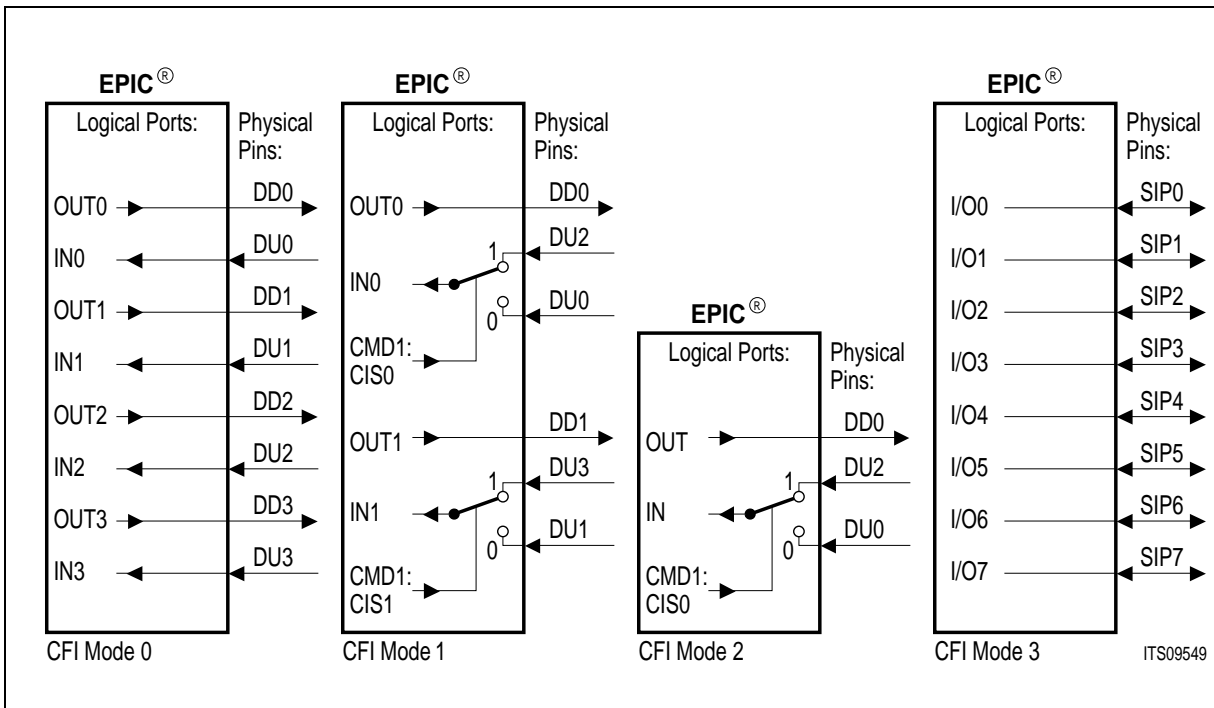 EPIC®
Logical Ports:
Physical
Pins:
OUT0
DD0
IN0
DU0
OUT1
DD1
IN1
DU1
OUT2
DD2
IN2
DU2
OUT3
DD3
IN3
DU3
CFI Mode 0
EPIC®
Logical Ports:
Physical
Pins:
OUT0
DD0
1
DU2
IN0
0
DU0
CMD1:
CIS0
OUT1
DD1
1
DU3
IN1
0
DU1
CMD1:
CIS1
CFI Mode 1
EPIC®
Logical Ports:
Physical
Pins:
OUT
DD0
1
DU2
IN
0
DU0
CMD1:
CIS0
CFI Mode 2
EPIC®
Logical Ports:
Physical
Pins:
I/O0
SIP0
I/O1
SIP1
I/O2
SIP2
I/O3
SIP3
I/O4
SIP4
I/O5
SIP5
I/O6
SIP6
I/O7
SIP7
CFI Mode 3
ITS09549